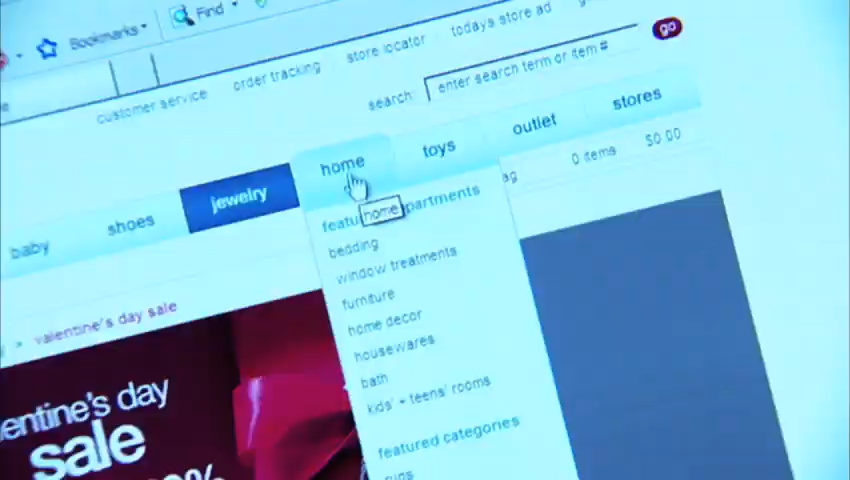 Bookmarks
Find
customer service order tracking store locator todays store ad
search: enter search term or item # go
baby shoes jewelry home toys outlet stores
0 items $0.00
home
bedding
window treatments
furniture
home decor
housewares
bath
kids' + teens' rooms
featured categories
rugs
> valentine's day sale
entine's day
sale